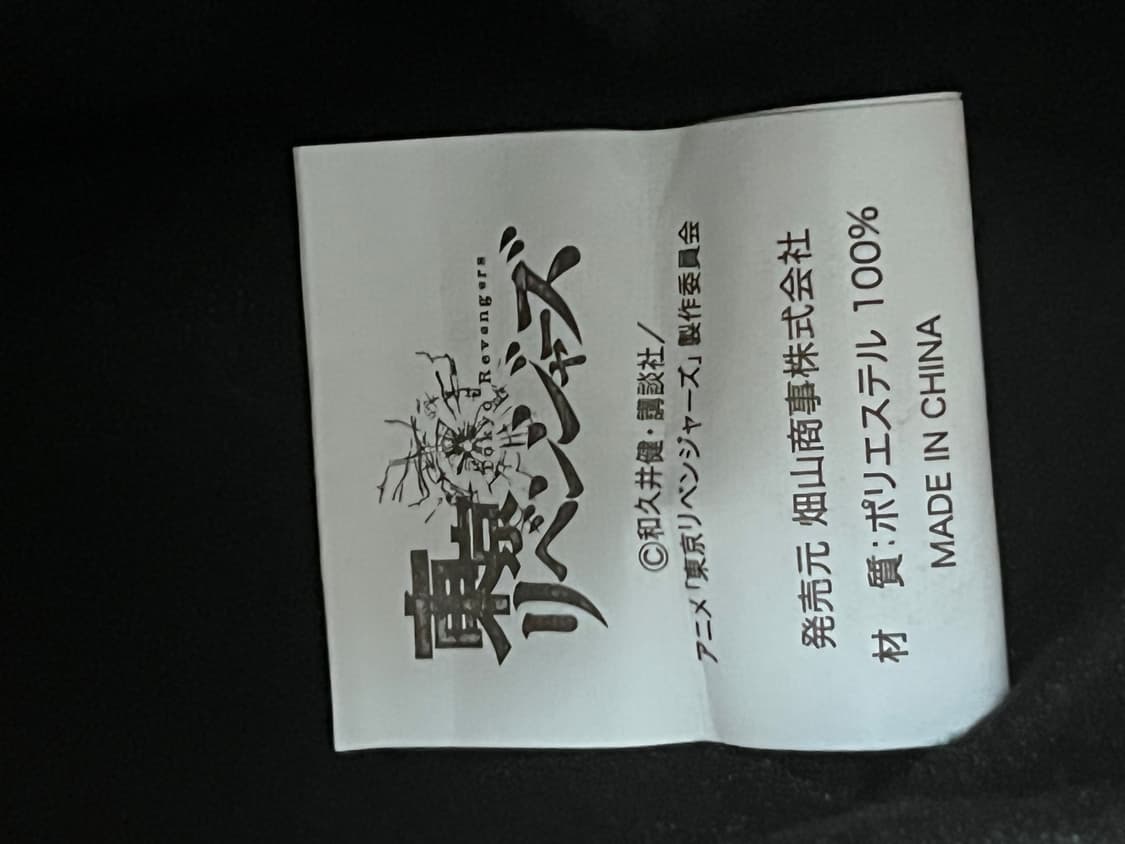 東京
Tokyo Revengers
リベンジャーズ
©和久井健・講談社／
アニメ「東京リベンジャーズ」製作委員会
発売元 畑山商事株式会社
材　質:ポリエステル 100%
MADE IN CHINA